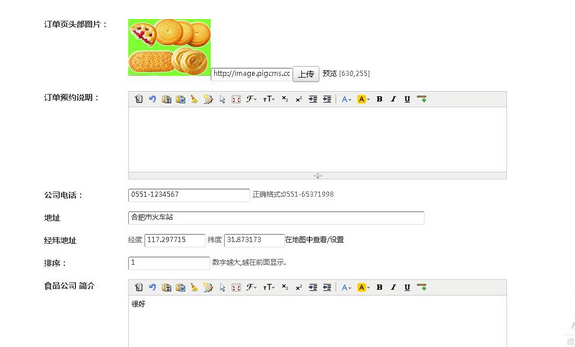 订单页头部图片：
http://image.pigcms.cc 上传 预览 [630,255]
订单预约说明：
公司电话： 0551-1234567 正确格式:0551-65371998
地址 合肥市火车站
经纬地址 经度 117.297715 纬度 31.873173 在地图中查看/设置
排序： 1 数字越大,越在前面显示。
食品公司 简介
很好